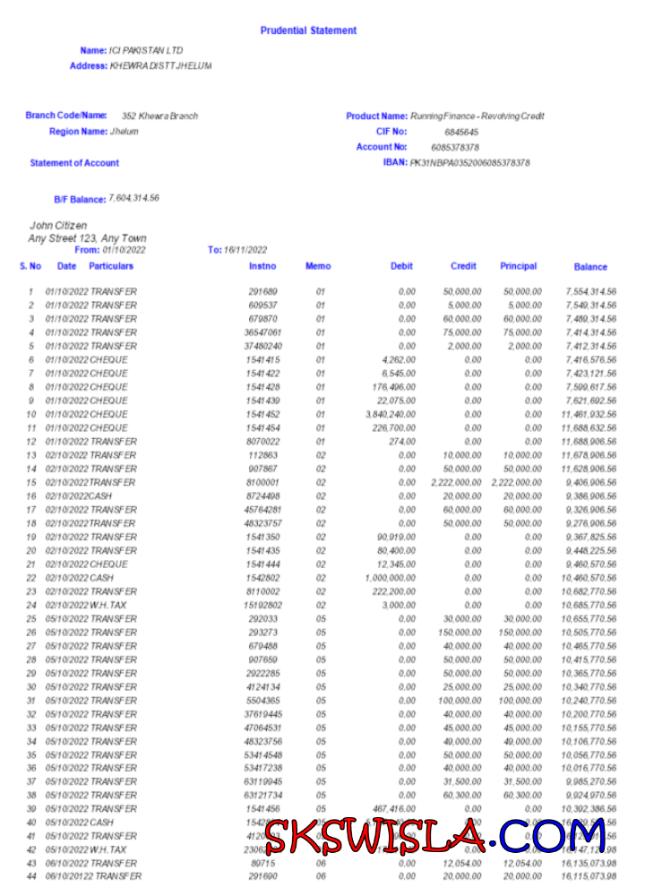 Prudential Statement
Name: ICI PAKISTAN LTD
Address: KHEWRA DISTT JHELUM
Branch Code/Name: 352 Khewra Branch Product Name: Running Finance - Revolving Credit
Region Name: Jhelum CIF No: 6845645
Account No: 6085378378
Statement of Account IBAN: PK31NBPA0352006085378378
B/F Balance: 7,604,314.56
John Citizen
Any Street 123, Any Town
From: 01/10/2022 To: 16/11/2022
S. No Date Particulars Instno Memo Debit Credit Principal Balance
1 01/10/2022 TRANSFER 291689 01 0.00 50,000.00 50,000.00 7,554,314.56
2 01/10/2022 TRANSFER 609537 01 0.00 5,000.00 5,000.00 7,549,314.56
3 01/10/2022 TRANSFER 679870 01 0.00 60,000.00 60,000.00 7,489,314.56
4 01/10/2022 TRANSFER 36547061 01 0.00 75,000.00 75,000.00 7,414,314.56
5 01/10/2022 TRANSFER 37480240 01 0.00 2,000.00 2,000.00 7,412,314.56
6 01/10/2022 CHEQUE 1541415 01 4,262.00 0.00 0.00 7,416,576.56
7 01/10/2022 CHEQUE 1541422 01 6,545.00 0.00 0.00 7,423,121.56
8 01/10/2022 CHEQUE 1541428 01 176,496.00 0.00 0.00 7,599,617.56
9 01/10/2022 CHEQUE 1541439 01 22,075.00 0.00 0.00 7,621,692.56
10 01/10/2022 CHEQUE 1541452 01 3,840,240.00 0.00 0.00 11,461,932.56
11 01/10/2022 CHEQUE 1541454 01 226,700.00 0.00 0.00 11,688,632.56
12 01/10/2022 TRANSFER 8070022 01 274.00 0.00 0.00 11,688,906.56
13 02/10/2022 TRANSFER 112863 02 0.00 10,000.00 10,000.00 11,678,906.56
14 02/10/2022 TRANSFER 907867 02 0.00 50,000.00 50,000.00 11,628,906.56
15 02/10/2022 TRANSFER 8100001 02 0.00 2,222,000.00 2,222,000.00 9,406,906.56
16 02/10/2022CASH 8724498 02 0.00 20,000.00 20,000.00 9,386,906.56
17 02/10/2022 TRANSFER 45764281 02 0.00 60,000.00 60,000.00 9,326,906.56
18 02/10/2022 TRANSFER 48323757 02 0.00 50,000.00 50,000.00 9,276,906.56
19 02/10/2022 TRANSFER 1541350 02 90,919.00 0.00 0.00 9,367,825.56
20 02/10/2022 TRANSFER 1541435 02 80,400.00 0.00 0.00 9,448,225.56
21 02/10/2022 CHEQUE 1541444 02 12,345.00 0.00 0.00 9,460,570.56
22 02/10/2022 CASH 1542802 02 1,000,000.00 0.00 0.00 10,460,570.56
23 02/10/2022 TRANSFER 8110002 02 222,200.00 0.00 0.00 10,682,770.56
24 02/10/2022 W.H. TAX 15192802 02 3,000.00 0.00 0.00 10,685,770.56
25 05/10/2022 TRANSFER 292033 05 0.00 30,000.00 30,000.00 10,655,770.56
26 05/10/2022 TRANSFER 293273 05 0.00 150,000.00 150,000.00 10,505,770.56
27 05/10/2022 TRANSFER 679488 05 0.00 40,000.00 40,000.00 10,465,770.56
28 05/10/2022 TRANSFER 907659 05 0.00 50,000.00 50,000.00 10,415,770.56
29 05/10/2022 TRANSFER 2922285 05 0.00 50,000.00 50,000.00 10,365,770.56
30 05/10/2022 TRANSFER 4124134 05 0.00 25,000.00 25,000.00 10,340,770.56
31 05/10/2022 TRANSFER 5504365 05 0.00 100,000.00 100,000.00 10,240,770.56
32 05/10/2022 TRANSFER 37619445 05 0.00 40,000.00 40,000.00 10,200,770.56
33 05/10/2022 TRANSFER 47064531 05 0.00 45,000.00 45,000.00 10,155,770.56
34 05/10/2022 TRANSFER 48323756 05 0.00 49,000.00 49,000.00 10,106,770.56
35 05/10/2022 TRANSFER 53414548 05 0.00 50,000.00 50,000.00 10,056,770.56
36 05/10/2022 TRANSFER 53417238 05 0.00 40,000.00 40,000.00 10,016,770.56
37 05/10/2022 TRANSFER 63119945 05 0.00 31,500.00 31,500.00 9,985,270.56
38 05/10/2022 TRANSFER 63121734 05 0.00 60,300.00 60,300.00 9,924,970.56
39 05/10/2022 TRANSFER 1541456 05 467,416.00 0.00 0.00 10,392,386.56
40 05/10/2022 CASH
41 05/10/2022 TRANSFER
42 05/10/2022 W.H. TAX
SKSWISLA.COM
43 06/10/2022 TRANSFER 89715 06 0.00 12,054.00 12,054.00 16,135,073.98
44 06/10/20122 TRANSFER 291690 06 0.00 20,000.00 20,000.00 16,115,073.98